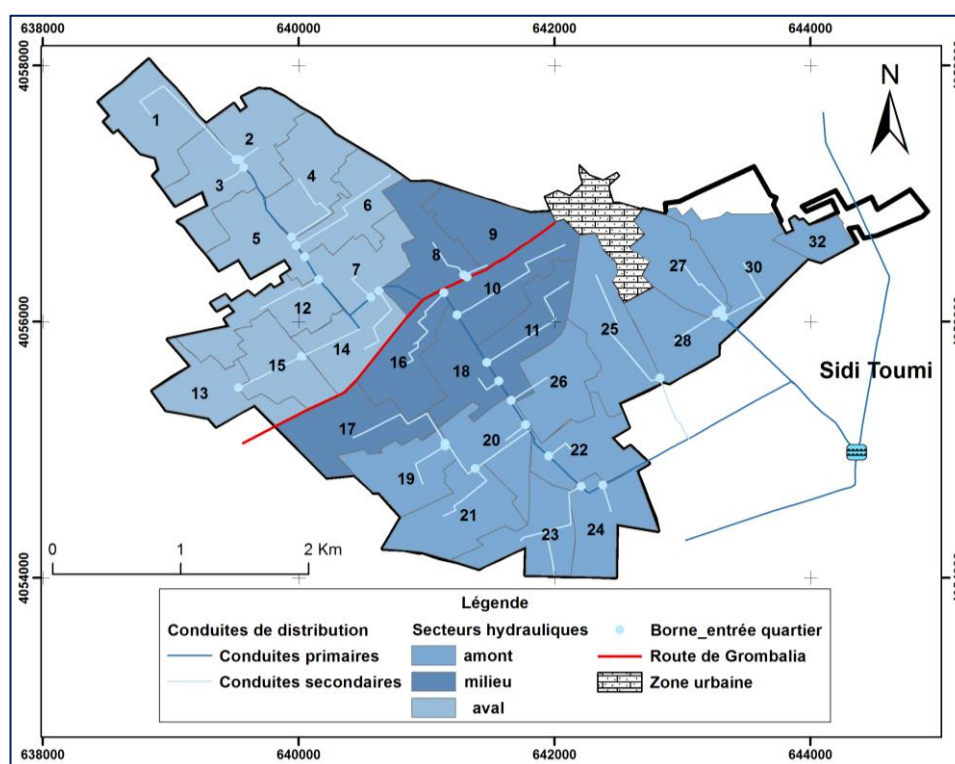 638000 640000 642000 644000
4058000
N
1
2
3
4
6
5
9
8
7
10
27
30
32
12
4056000
11
25
28
16
14
15
18
13
26
Sidi Toumi
17
20
22
19
21
23
24
0 1 2 Km
4054000
Légende
Conduites de distribution
Conduites primaires
Conduites secondaires
Secteurs hydrauliques
amont
milieu
aval
Borne_entrée quartier
Route de Grombalia
Zone urbaine
638000 640000 642000 644000